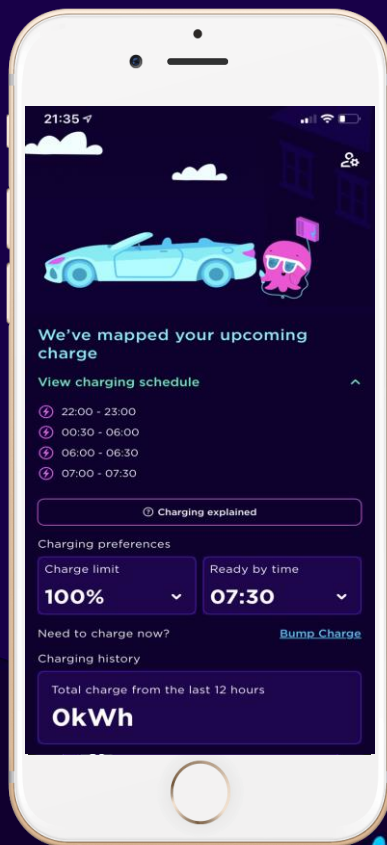 21:35
We've mapped your upcoming
charge
View charging schedule
22:00 - 23:00
00:30 - 06:00
06:00 - 06:30
07:00 - 07:30
Charging explained
Charging preferences
Charge limit
100%
Ready by time
07:30
Need to charge now?
Bump Charge
Charging history
Total charge from the last 12 hours
0kWh